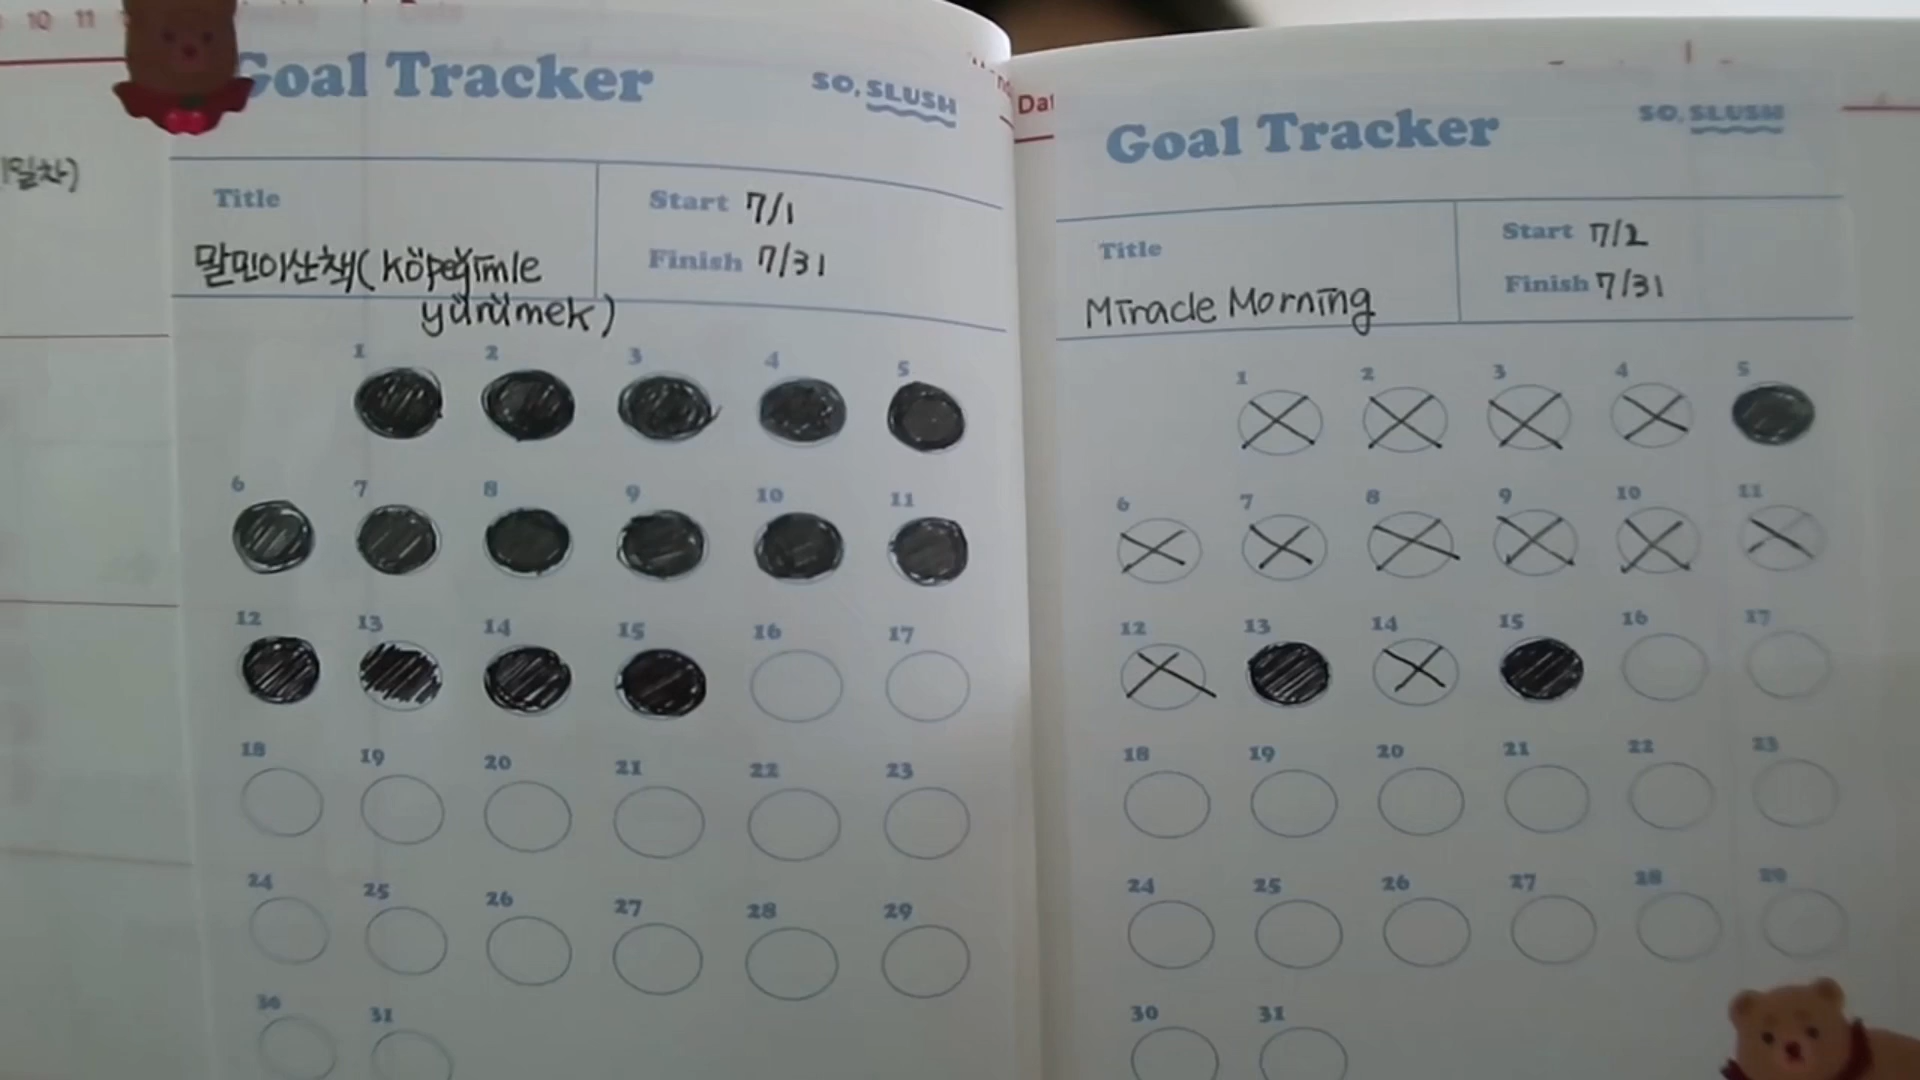 10 11
Goal Tracker
SO, SLUSH
Title
Start 7/1
말민이산책(köpeğimle
yürümek)
Finish 7/31
1 2 3 4 5
6 7 8 9 10 11
12 13 14 15 16 17
18 19 20 21 22 23
24 25 26 27 28 29
30 31
Goal Tracker
SO, SLUSH
Title
Start 7/2
Miracle Morning
Finish 7/31
1 2 3 4 5
6 7 8 9 10 11
12 13 14 15 16 17
18 19 20 21 22 23
24 25 26 27 28 29
30 31